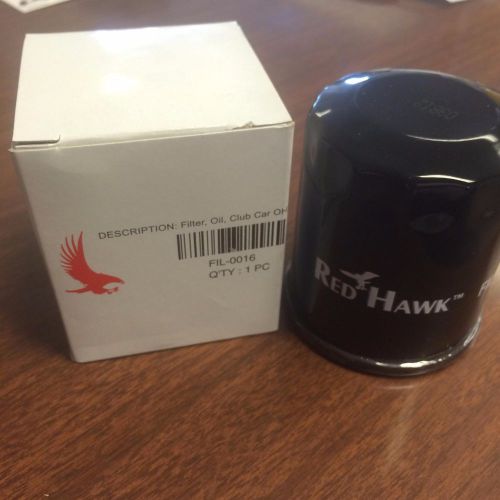 DESCRIPTION: Filter, Oil, Club Car OH
FIL-0016
Q'TY : 1 PC
RED HAWK™
F